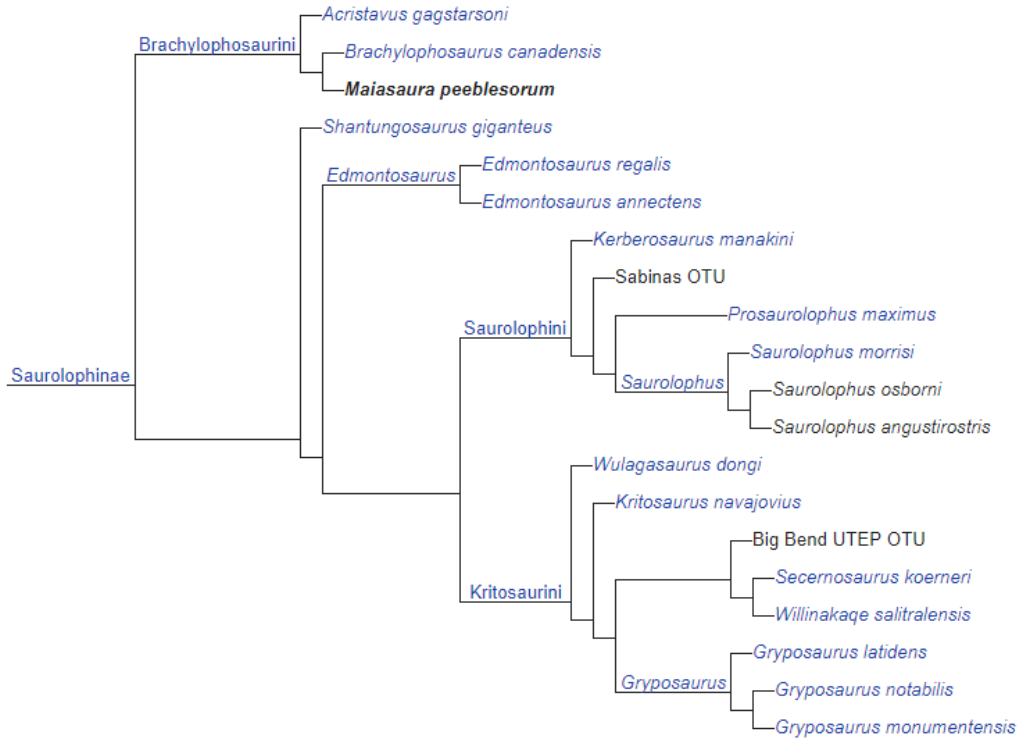 Acristavus gagstarsoni
Brachylophosaurini
Brachylophosaurus canadensis
Maiasaura peeblesorum
Shantungosaurus giganteus
Edmontosaurus regalis
Edmontosaurus
Edmontosaurus annectens
Kerberosaurus manakini
Sabinas OTU
Prosaurolophus maximus
Saurolophini
Saurolophus morrisi
Saurolophinae
Saurolophus
Saurolophus osborni
Saurolophus angustirostris
Wulagasaurus dongi
Kritosaurus navajovius
Big Bend UTEP OTU
Secernosaurus koerneri
Kritosaurini
Willinakaqe salitralensis
Gryposaurus latidens
Gryposaurus
Gryposaurus notabilis
Gryposaurus monumentensis